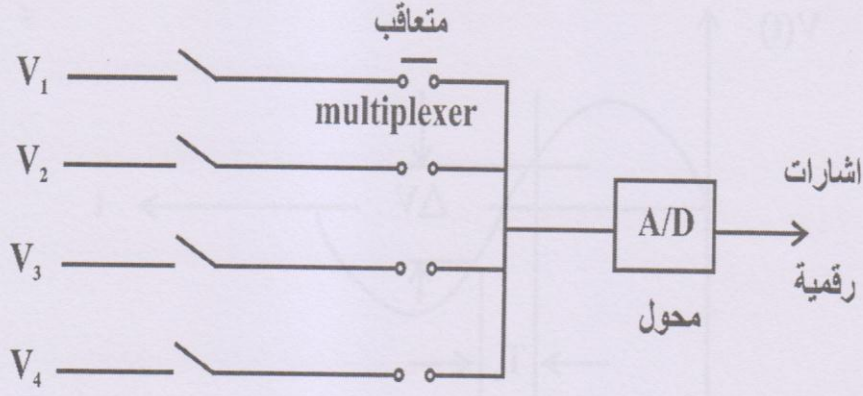 متعاقب
V₁
multiplexer
V₂
اشارات
A/D
V₃
رقمية
محول
V₄